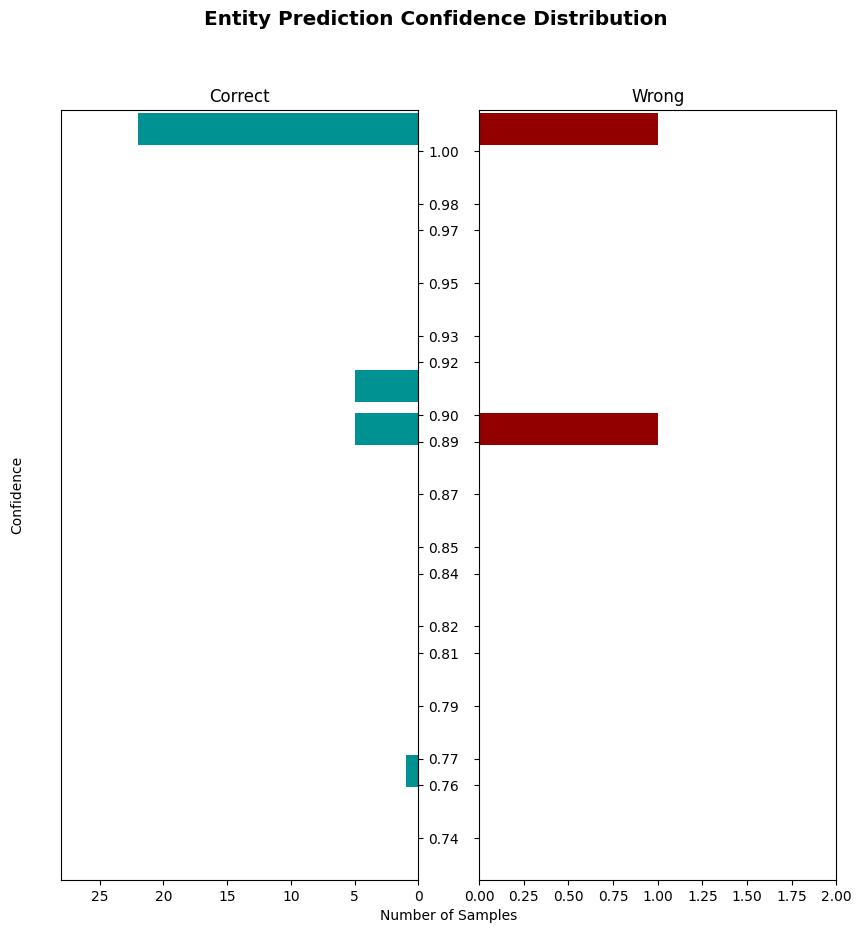 Entity Prediction Confidence Distribution
Correct
Wrong
1.00
0.98
0.97
0.95
0.93
0.92
0.90
0.89
0.87
0.85
0.84
0.82
0.81
0.79
0.77
0.76
0.74
Confidence
25 20 15 10 5 0
0.00 0.25 0.50 0.75 1.00 1.25 1.50 1.75 2.00
Number of Samples